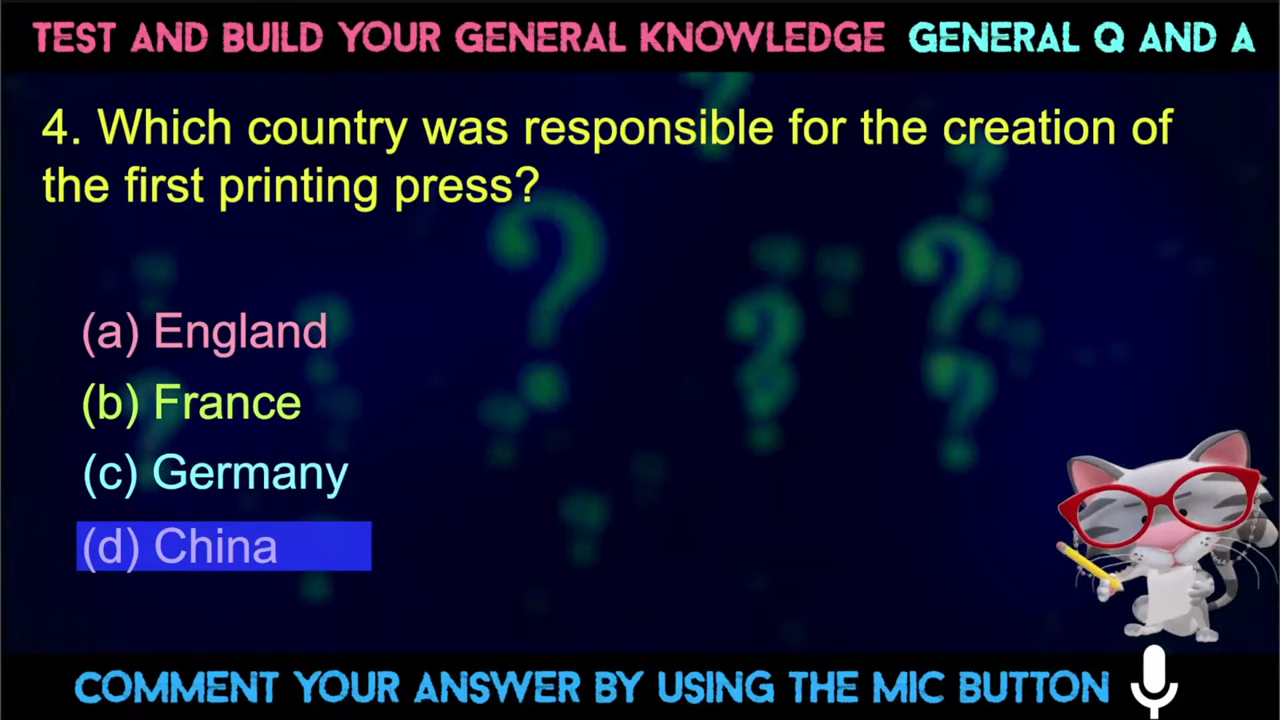 TEST AND BUILD YOUR GENERAL KNOWLEDGE GENERAL Q AND A
4. Which country was responsible for the creation of
the first printing press?
(a) England
(b) France
(c) Germany
(d) China
COMMENT YOUR ANSWER BY USING THE MIC BUTTON